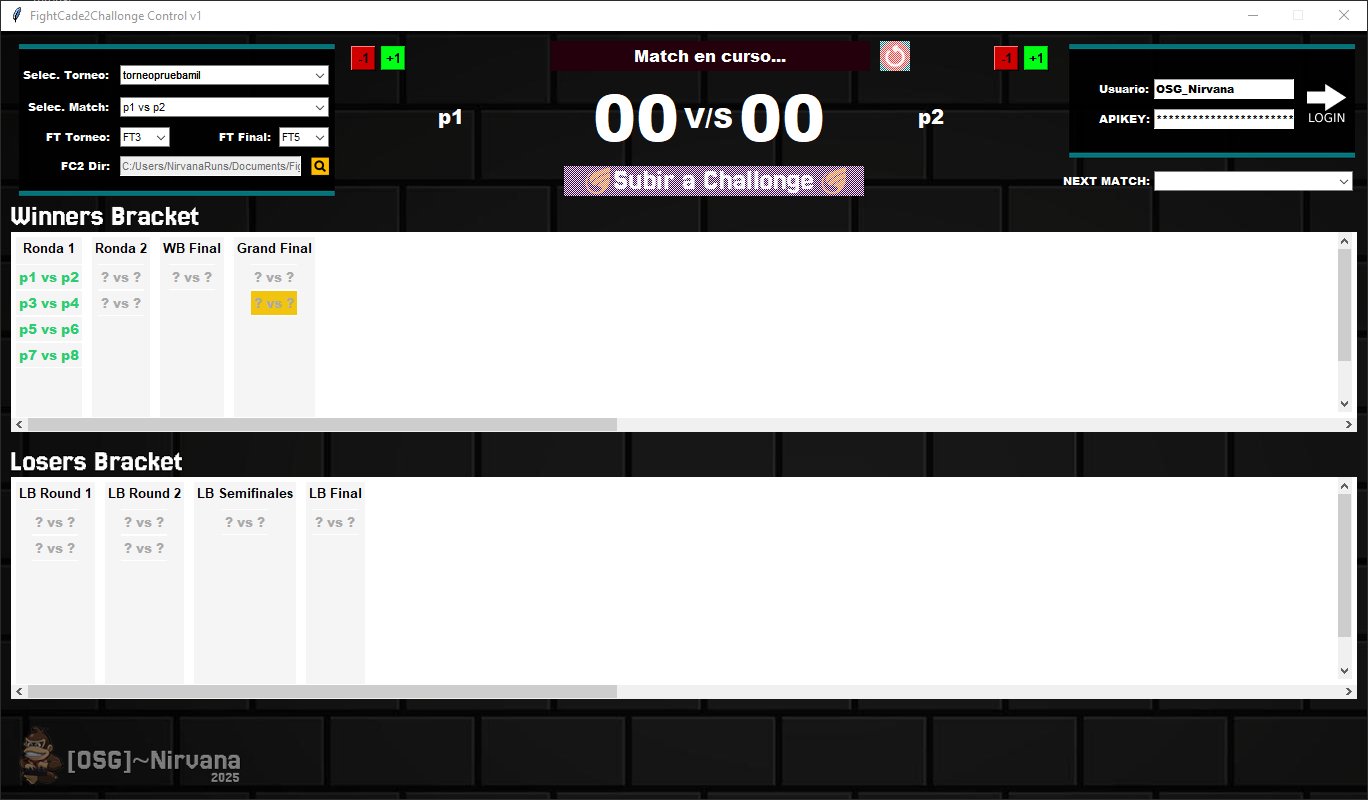 FightCade2Challonge Control v1
Selec. Torneo: torneopruebamil
Selec. Match: p1 vs p2
FT Torneo: FT3 FT Final: FT5
FC2 Dir: C:/Users/NirvanaRuns/Documents/Fig
-1 +1
p1
Match en curso...
00 V/S 00
Subir a Challonge
-1 +1
p2
Usuario: OSG_Nirvana
APIKEY: ***********************
LOGIN
NEXT MATCH:
Winners Bracket
Ronda 1 Ronda 2 WB Final Grand Final
p1 vs p2 ? vs ? ? vs ? ? vs ?
p3 vs p4 ? vs ? ? vs ?
p5 vs p6
p7 vs p8
Losers Bracket
LB Round 1 LB Round 2 LB Semifinales LB Final
? vs ? ? vs ? ? vs ? ? vs ?
? vs ? ? vs ?
[OSG]~Nirvana
2025